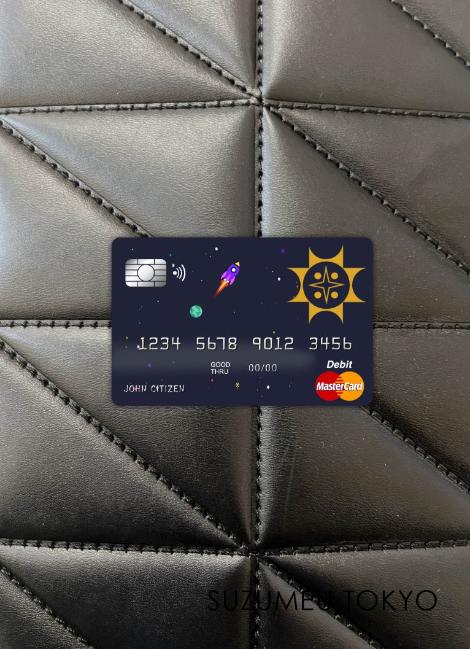 1234 5678 9012 3456
Debit
GOOD
THRU
00/00
JOHN CITIZEN
MasterCard
SUZUMEU TOKYO